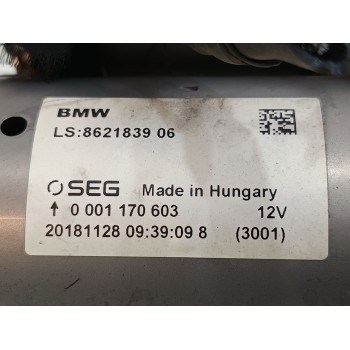 BMW
LS:8621839 06
SEG Made in Hungary
↑ 0 001 170 603 12V
20181128 09:39:09 8 (3001)